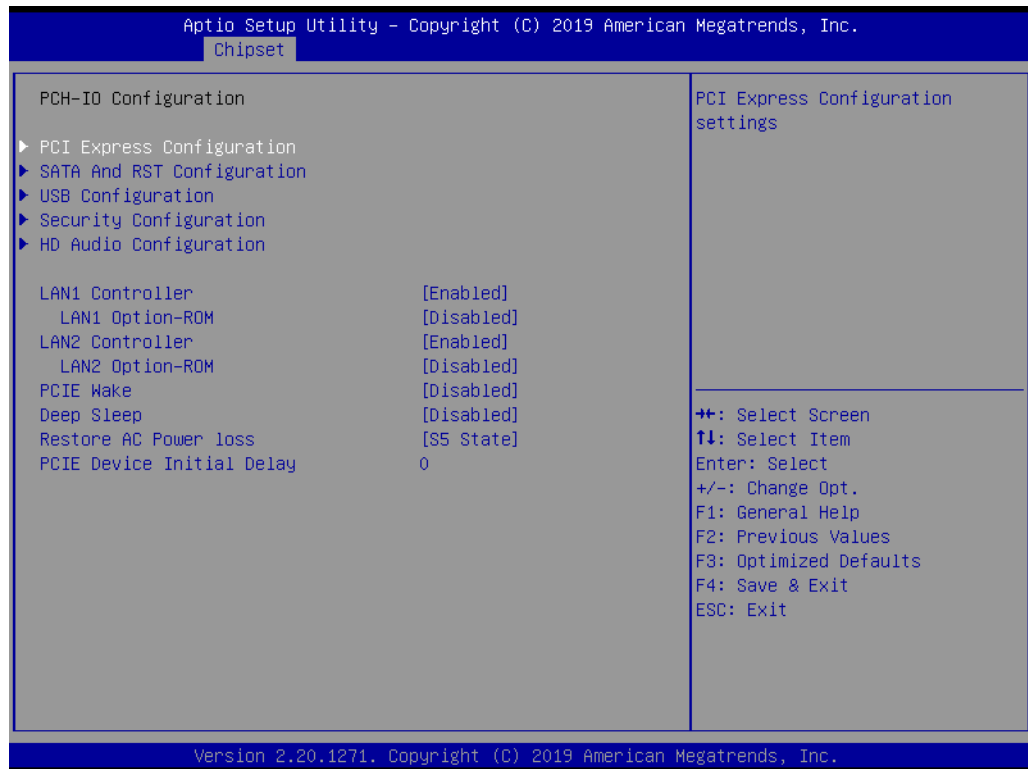 Aptio Setup Utility – Copyright (C) 2019 American Megatrends, Inc.
Chipset
PCH-IO Configuration
▶ PCI Express Configuration
▶ SATA And RST Configuration
▶ USB Configuration
▶ Security Configuration
▶ HD Audio Configuration
LAN1 Controller [Enabled]
LAN1 Option-ROM [Disabled]
LAN2 Controller [Enabled]
LAN2 Option-ROM [Disabled]
PCIE Wake [Disabled]
Deep Sleep [Disabled]
Restore AC Power loss [S5 State]
PCIE Device Initial Delay 0
PCI Express Configuration
settings
→←: Select Screen
↑↓: Select Item
Enter: Select
+/-: Change Opt.
F1: General Help
F2: Previous Values
F3: Optimized Defaults
F4: Save & Exit
ESC: Exit
Version 2.20.1271. Copyright (C) 2019 American Megatrends, Inc.